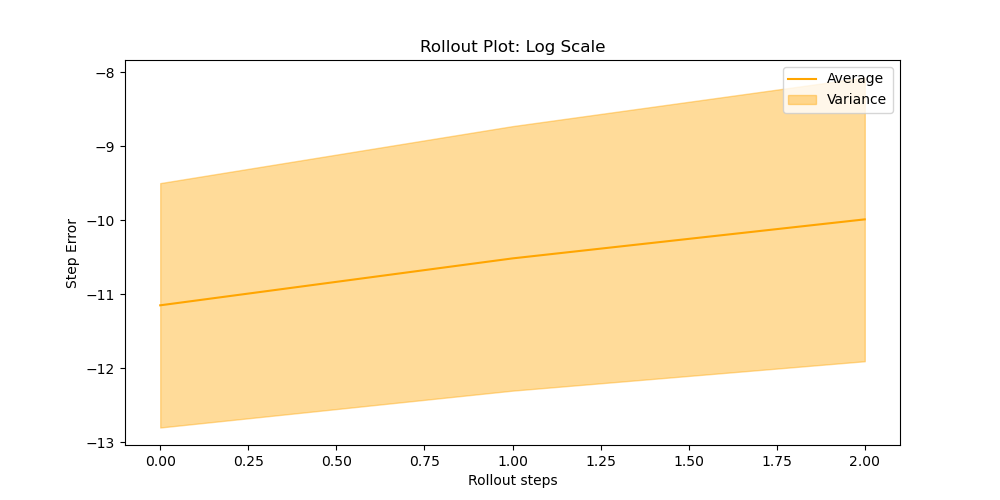 Rollout Plot: Log Scale
Average
Variance
Step Error
−8
−9
−10
−11
−12
−13
0.00 0.25 0.50 0.75 1.00 1.25 1.50 1.75 2.00
Rollout steps